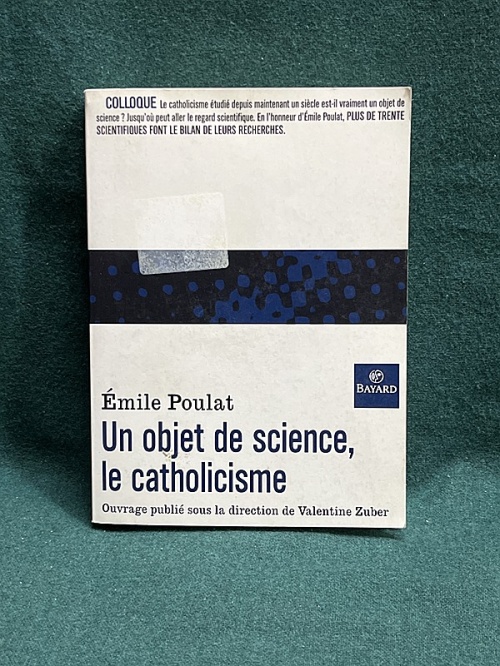 COLLOQUE Le catholicisme étudié depuis maintenant un siècle est-il vraiment un objet de
science ? Jusqu'où peut aller le regard scientifique. En l'honneur d'Émile Poulat, PLUS DE TRENTE
SCIENTIFIQUES FONT LE BILAN DE LEURS RECHERCHES.
BAYARD
Émile Poulat
Un objet de science,
le catholicisme
Ouvrage publié sous la direction de Valentine Zuber